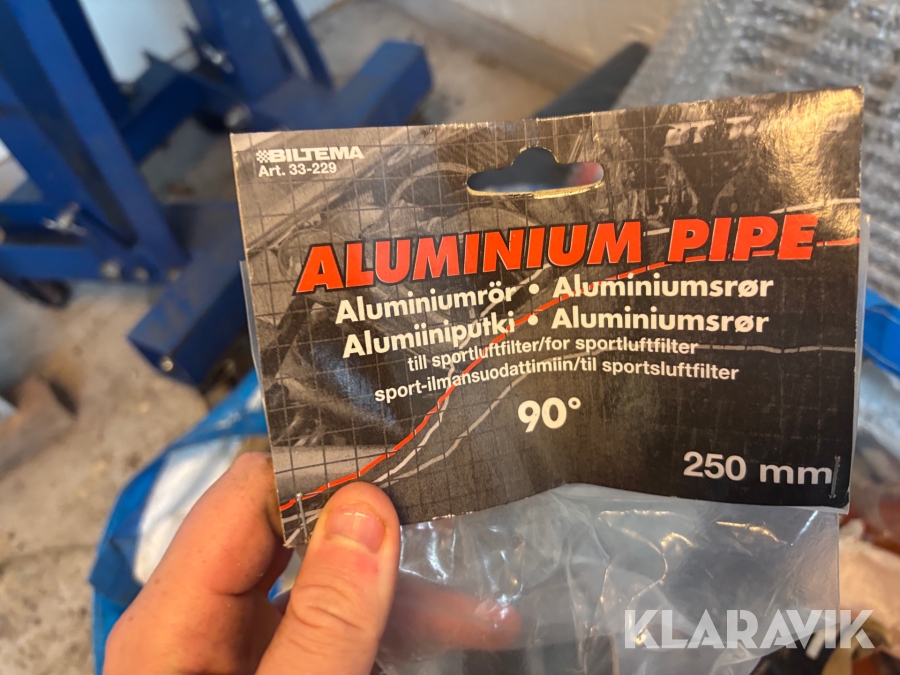 BILTEMA
Art. 33-229
ALUMINIUM PIPE
Aluminiumrör • Aluminiumsrør
Alumiiniputki • Aluminiumsrør
till sportluftfilter/for sportluftfilter
sport-ilmansuodattimiin/til sportsluftfilter
90°
250 mm
KLARAVIK